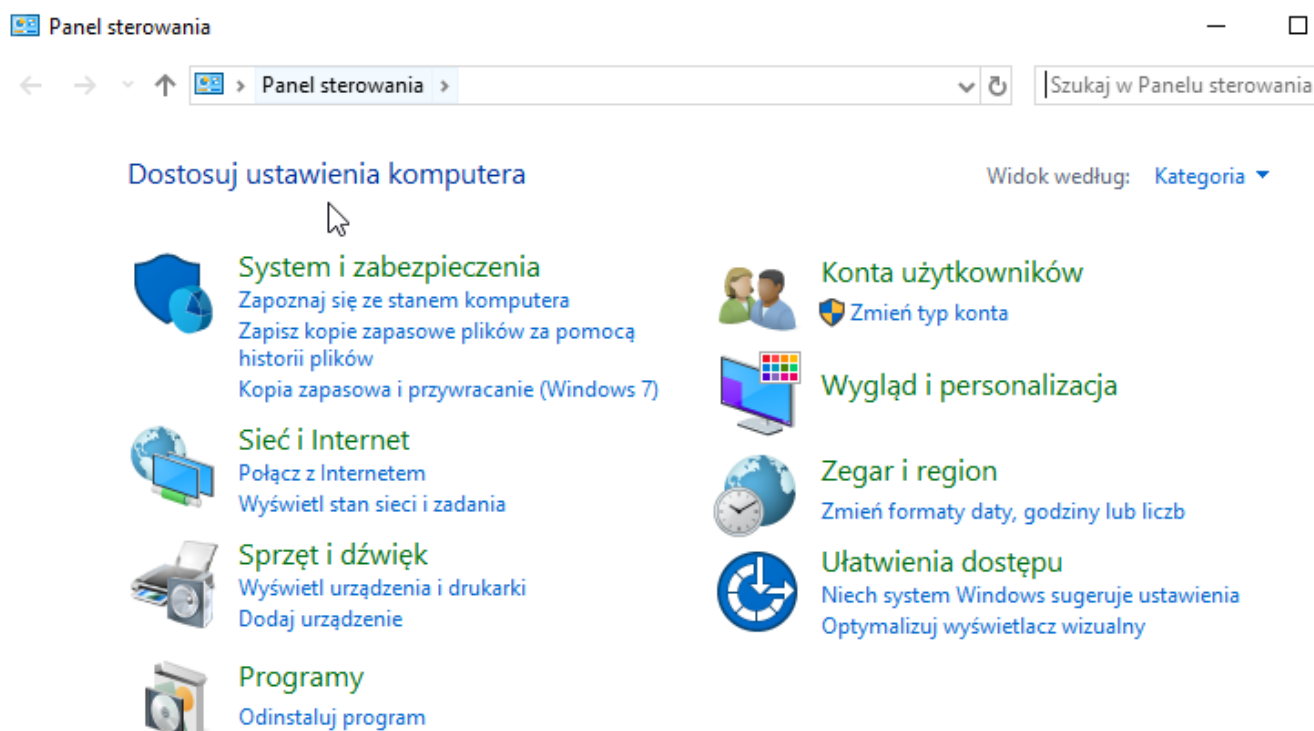 Panel sterowania
Panel sterowania
Szukaj w Panelu sterowania
Dostosuj ustawienia komputera
Widok według: Kategoria
System i zabezpieczenia
Zapoznaj się ze stanem komputera
Zapisz kopie zapasowe plików za pomocą
historii plików
Kopia zapasowa i przywracanie (Windows 7)
Sieć i Internet
Połącz z Internetem
Wyświetl stan sieci i zadania
Sprzęt i dźwięk
Wyświetl urządzenia i drukarki
Dodaj urządzenie
Programy
Odinstaluj program
Konta użytkowników
Zmień typ konta
Wygląd i personalizacja
Zegar i region
Zmień formaty daty, godziny lub liczb
Ułatwienia dostępu
Niech system Windows sugeruje ustawienia
Optymalizuj wyświetlacz wizualny